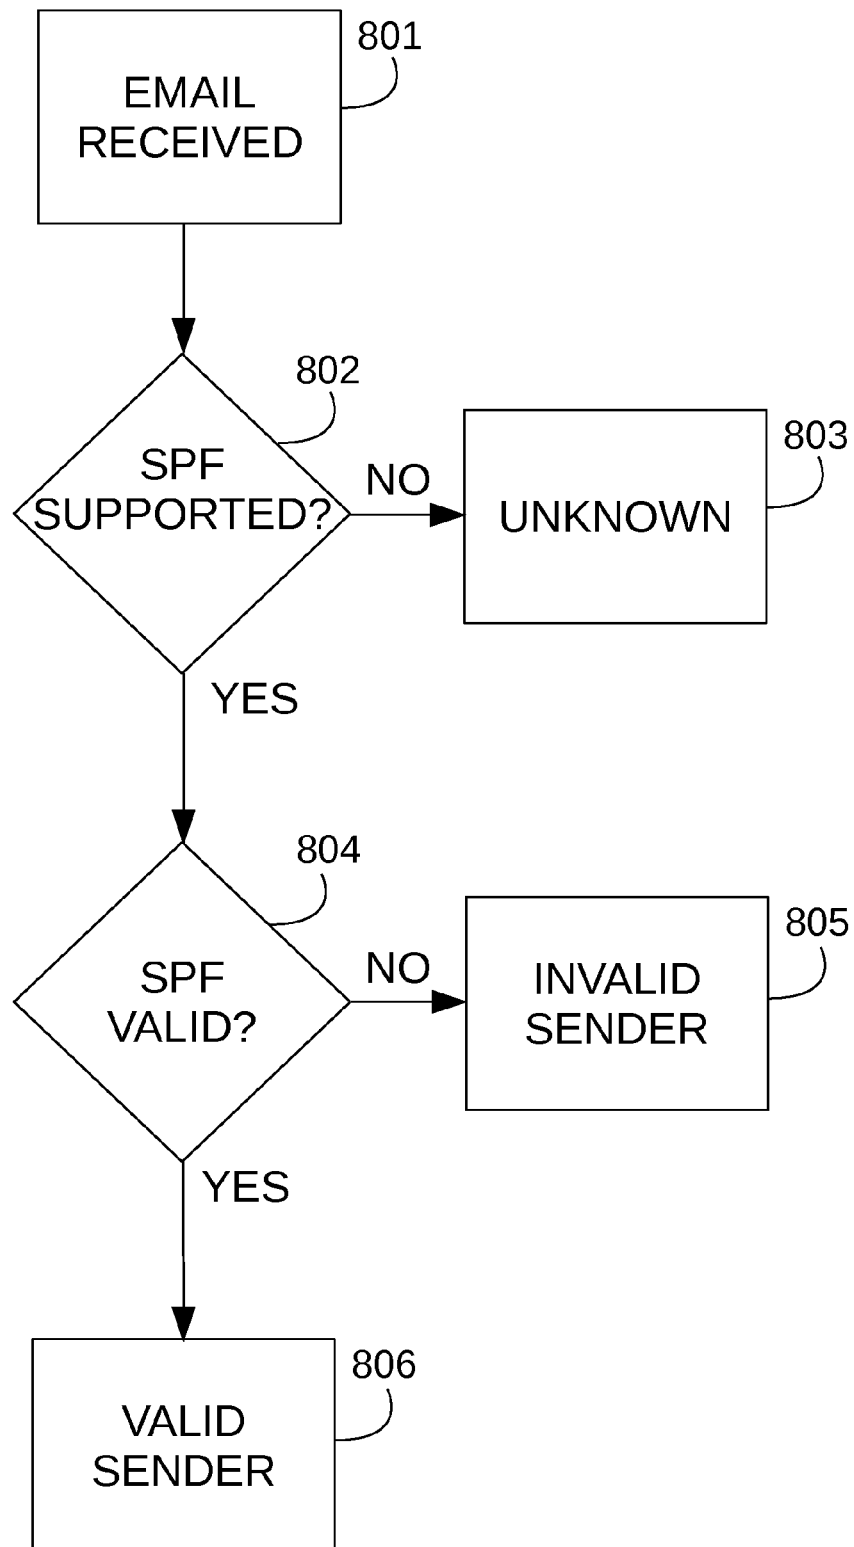 801
EMAIL
RECEIVED
802
SPF
SUPPORTED?
NO
803
UNKNOWN
YES
804
SPF
VALID?
NO
805
INVALID
SENDER
YES
806
VALID
SENDER